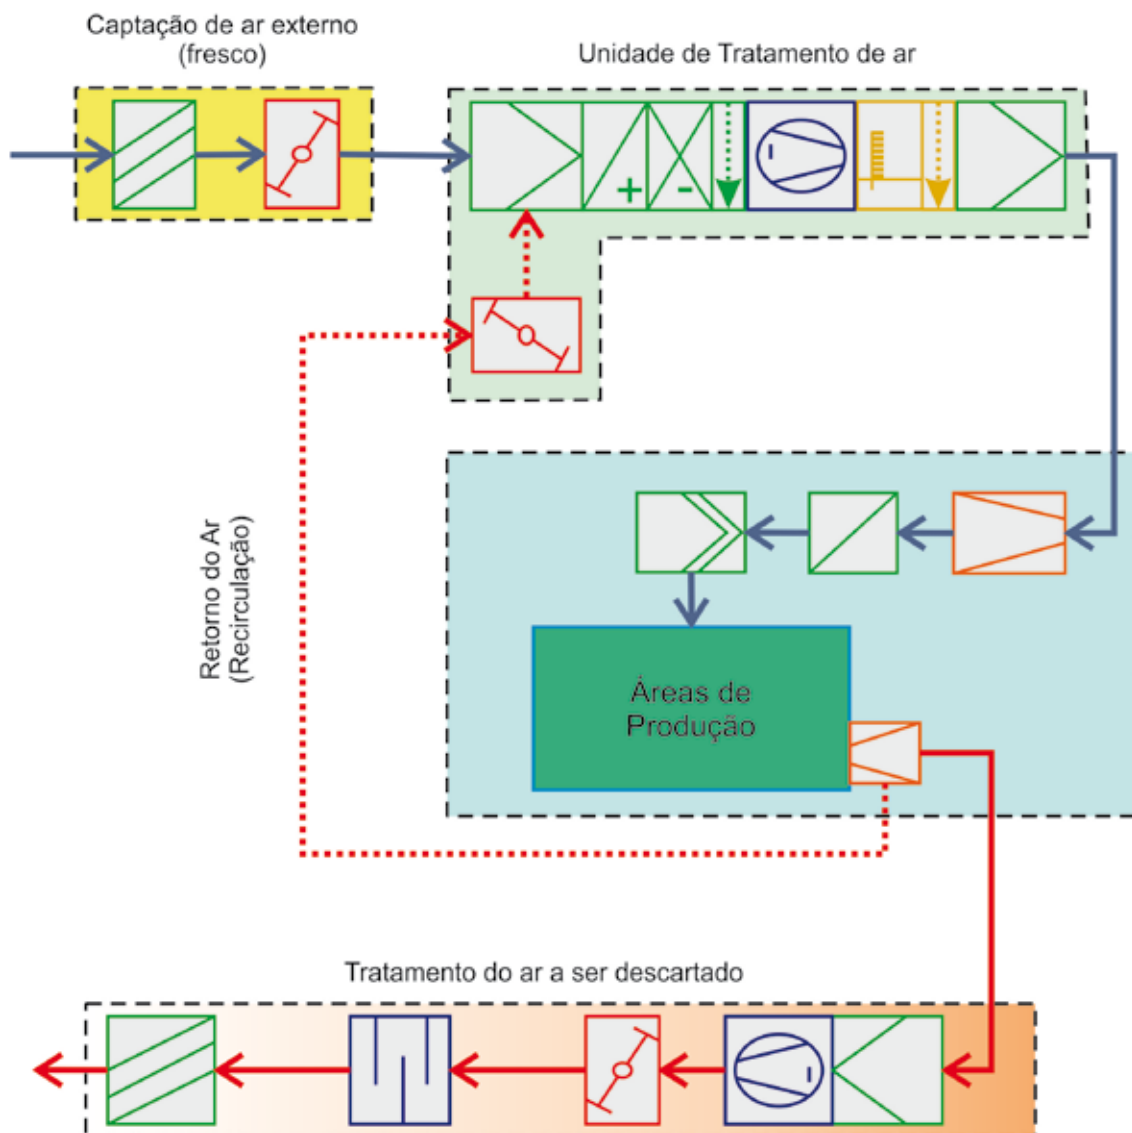 Captação de ar externo
(fresco)
Unidade de Tratamento de ar
+
-
Retorno do Ar
(Recirculação)
Áreas de
Produção
Tratamento do ar a ser descartado